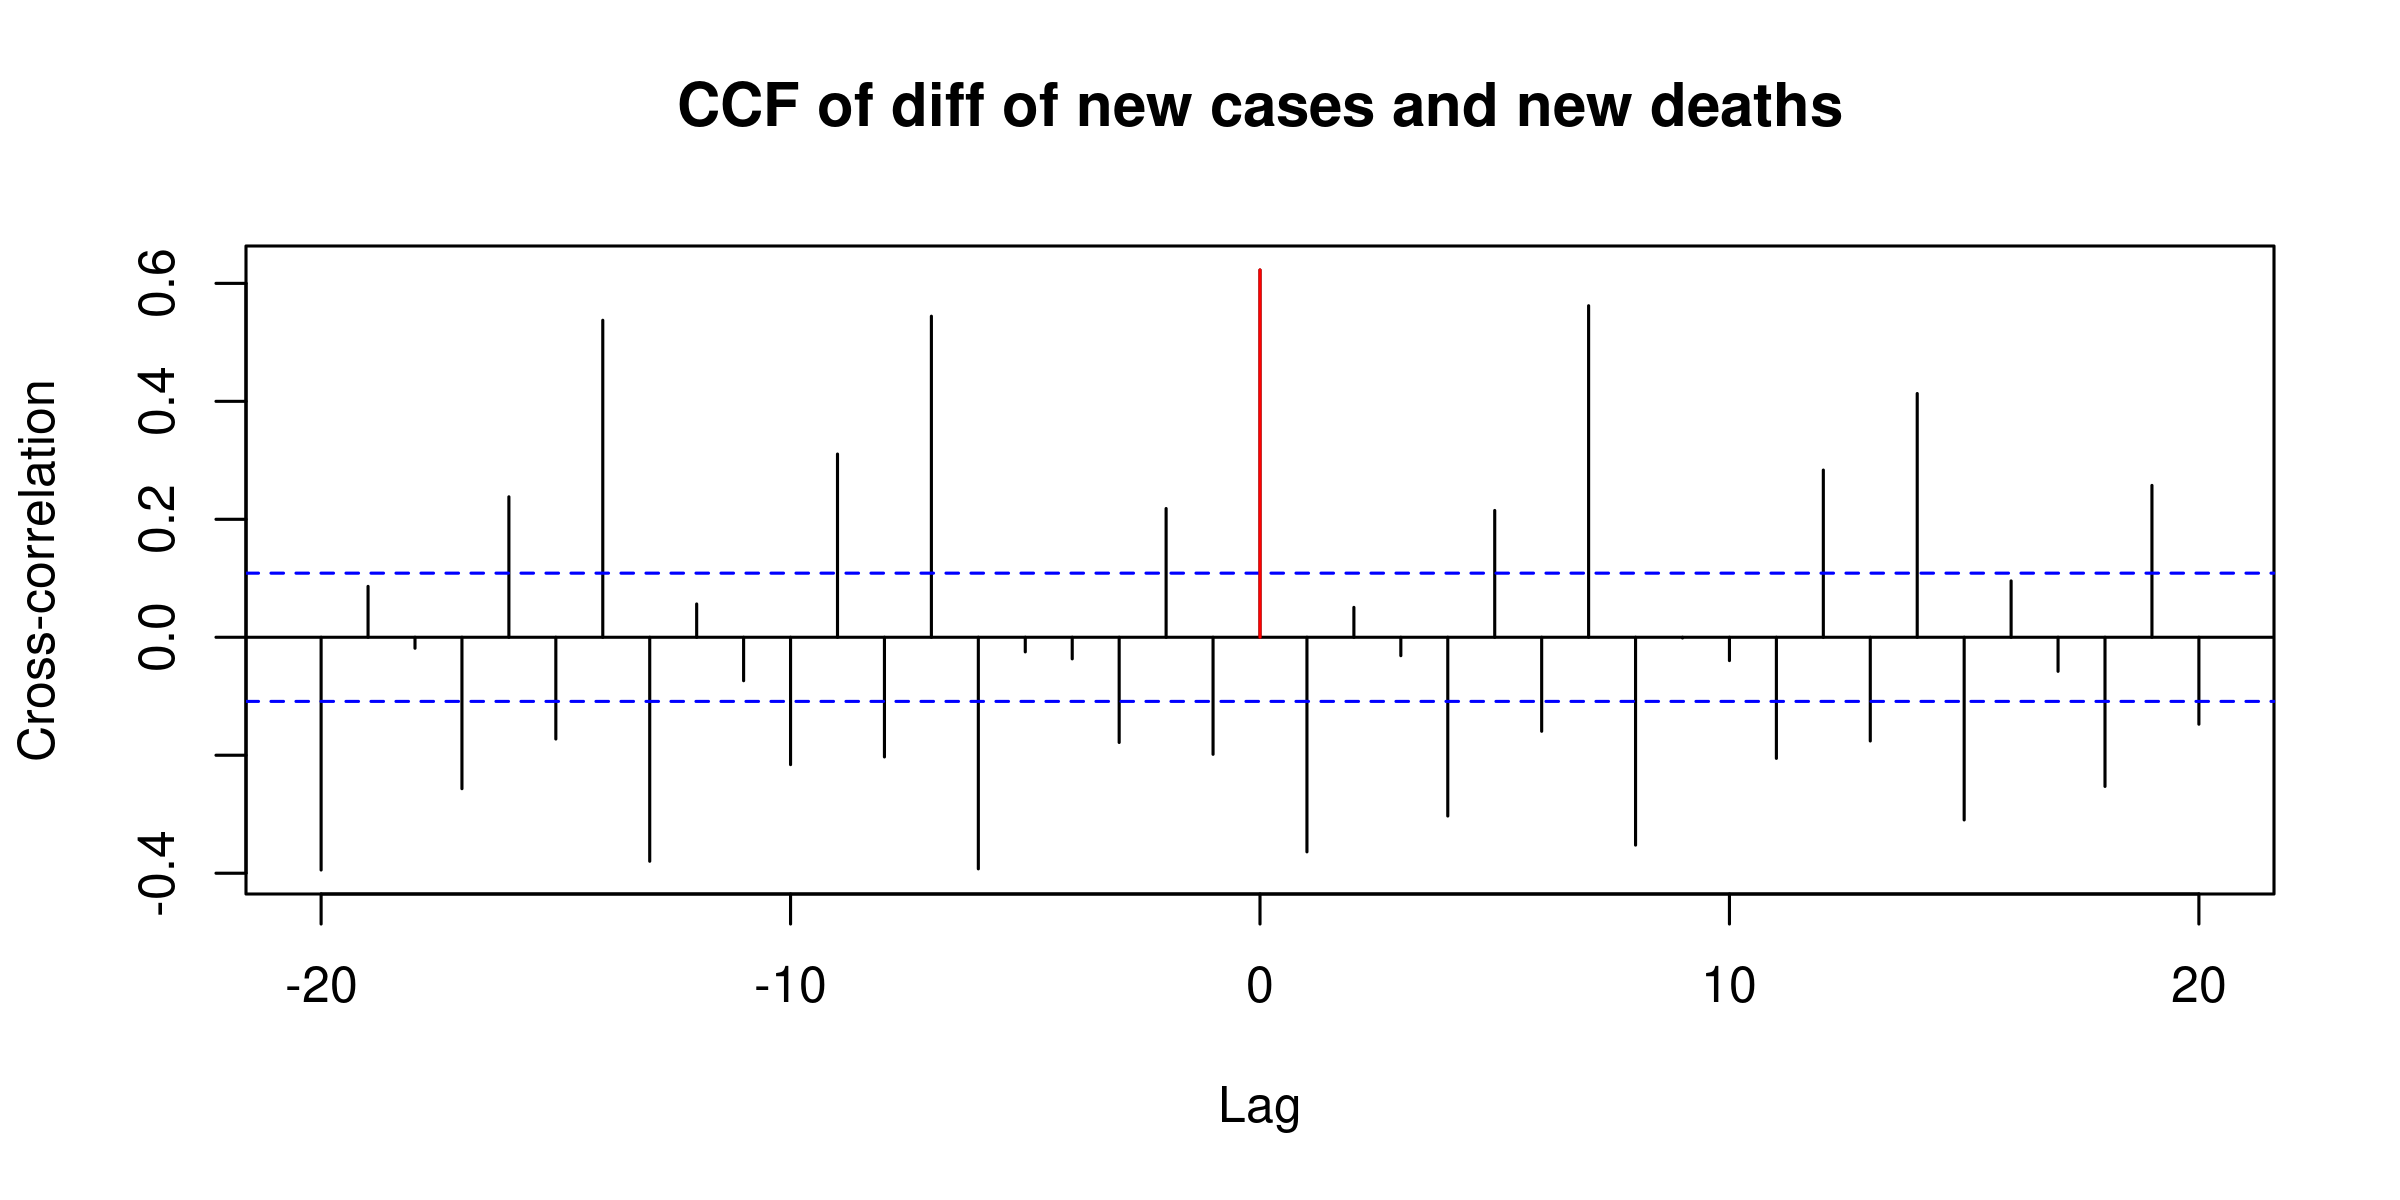 CCF of diff of new cases and new deaths
Cross-correlation
0.6
0.4
0.2
0.0
-0.4
-20 -10 0 10 20
Lag